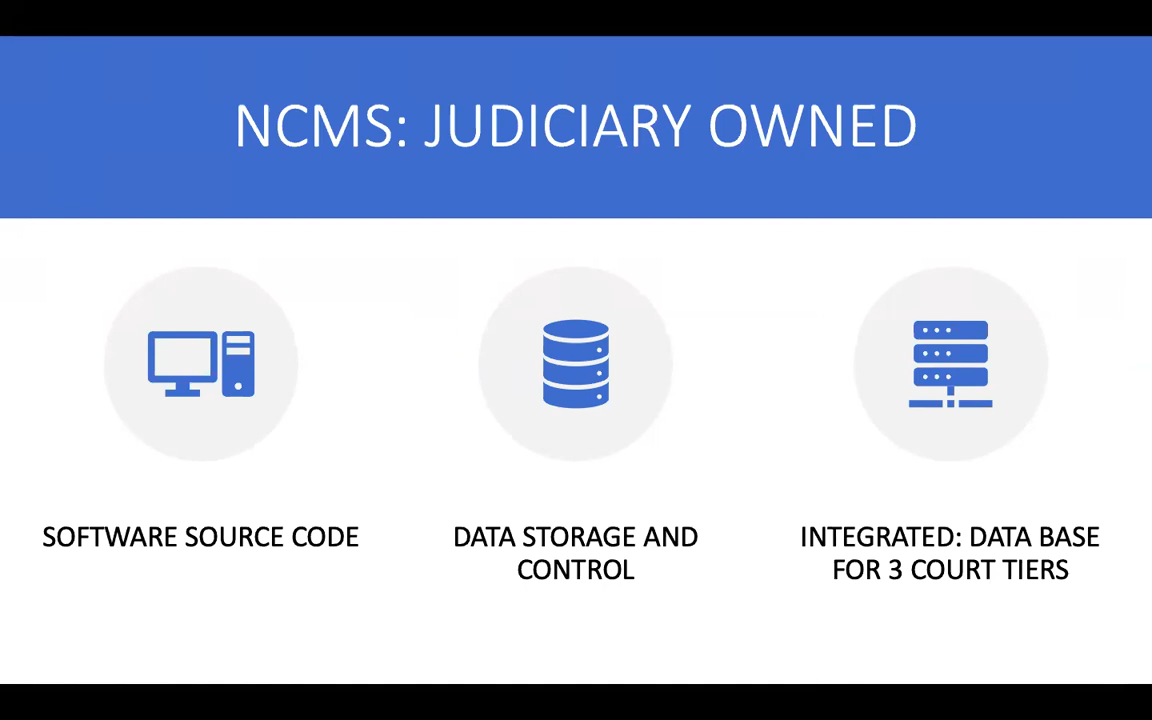 NCMS: JUDICIARY OWNED
SOFTWARE SOURCE CODE
DATA STORAGE AND
CONTROL
INTEGRATED: DATA BASE
FOR 3 COURT TIERS